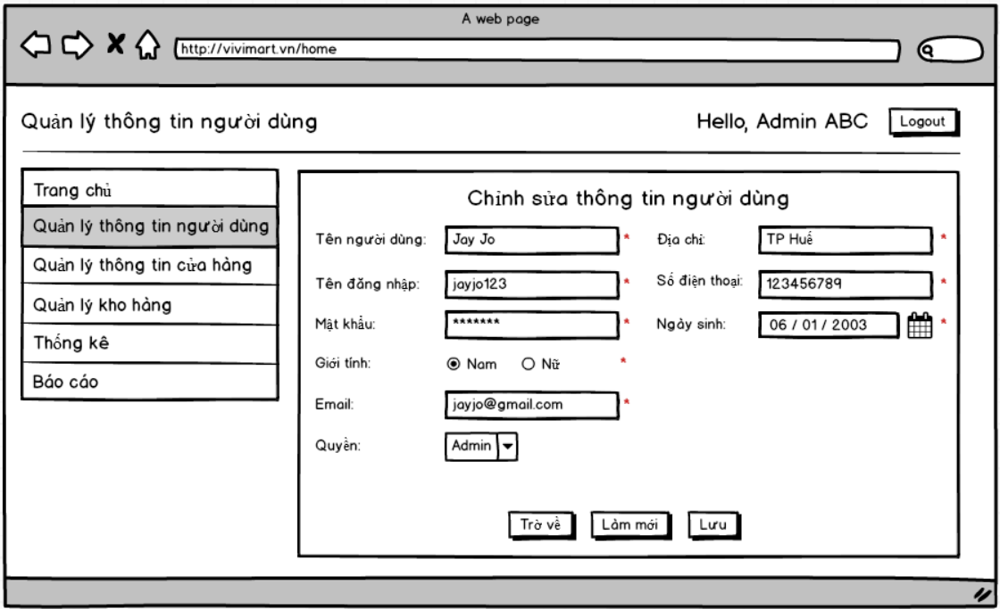 A web page
http://vivimart.vn/home
Quản lý thông tin người dùng
Hello, Admin ABC
Logout
Trang chủ
Quản lý thông tin người dùng
Quản lý thông tin cửa hàng
Quản lý kho hàng
Thống kê
Báo cáo
Chỉnh sửa thông tin người dùng
Tên người dùng: Jay Jo * Địa chỉ: TP Huế *
Tên đăng nhập: jayjo123 * Số điện thoại: 123456789 *
Mật khẩu: ******* * Ngày sinh: 06 / 01 / 2003 *
Giới tính: Nam Nữ *
Email: jayjo@gmail.com *
Quyền: Admin
Trở về Làm mới Lưu